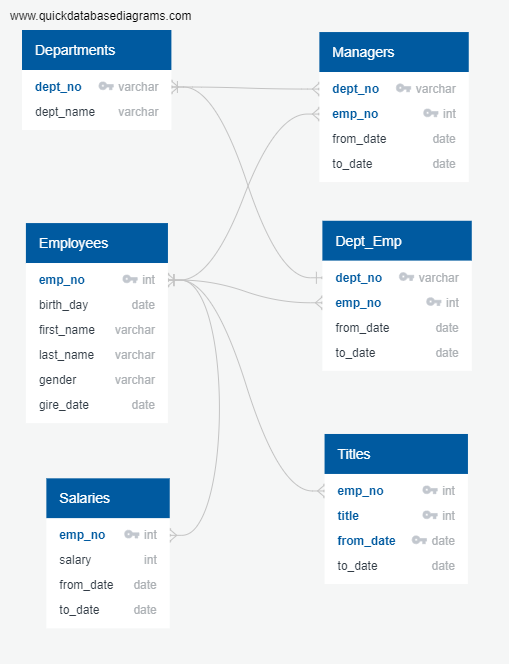 www.quickdatabasediagrams.com
Departments
dept_no varchar
dept_name varchar
Managers
dept_no varchar
emp_no int
from_date date
to_date date
Employees
emp_no int
birth_day date
first_name varchar
last_name varchar
gender varchar
gire_date date
Dept_Emp
dept_no varchar
emp_no int
from_date date
to_date date
Salaries
emp_no int
salary int
from_date date
to_date date
Titles
emp_no int
title int
from_date date
to_date date